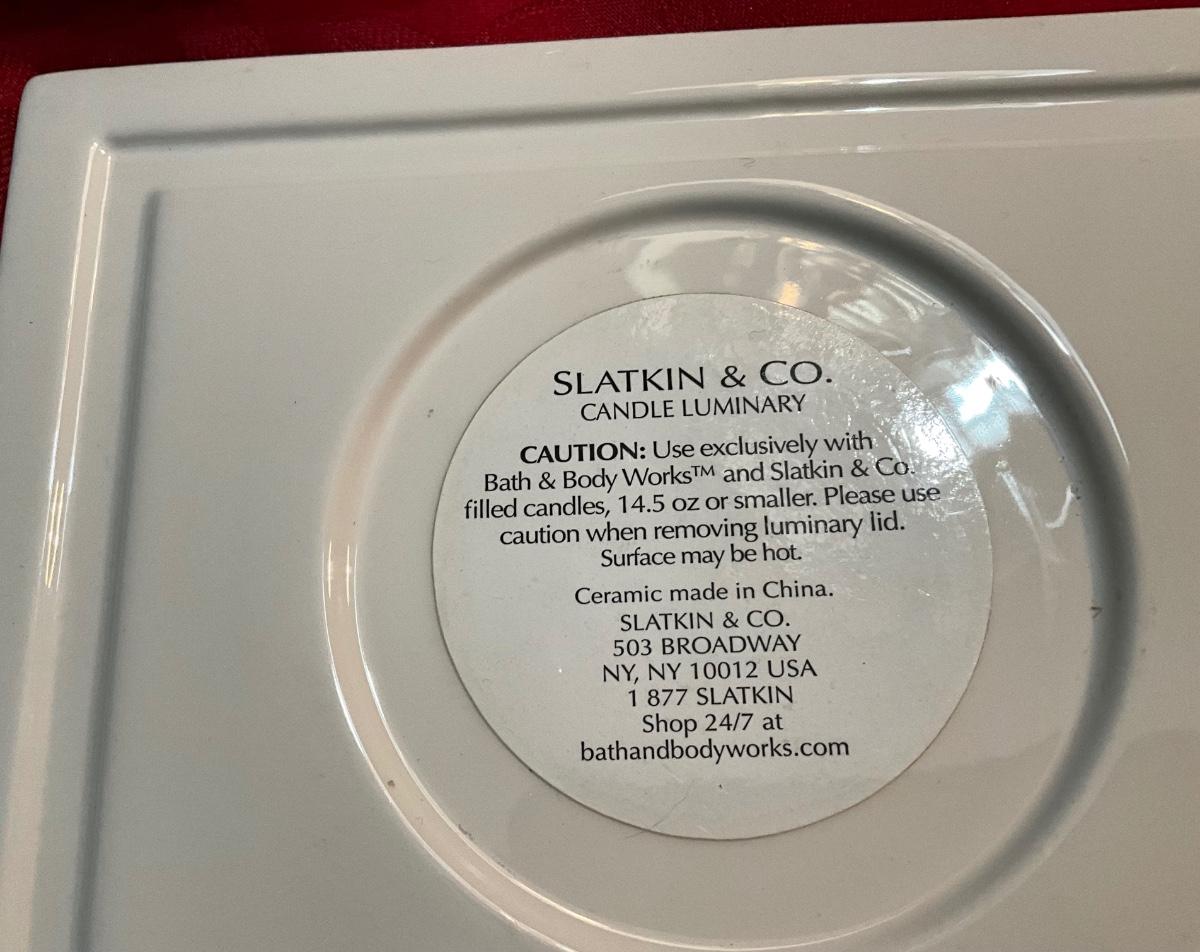 SLATKIN & CO.
CANDLE LUMINARY
CAUTION: Use exclusively with
Bath & Body Works™ and Slatkin & Co.
filled candles, 14.5 oz or smaller. Please use
caution when removing luminary lid.
Surface may be hot.
Ceramic made in China.
SLATKIN & CO.
503 BROADWAY
NY, NY 10012 USA
1 877 SLATKIN
Shop 24/7 at
bathandbodyworks.com